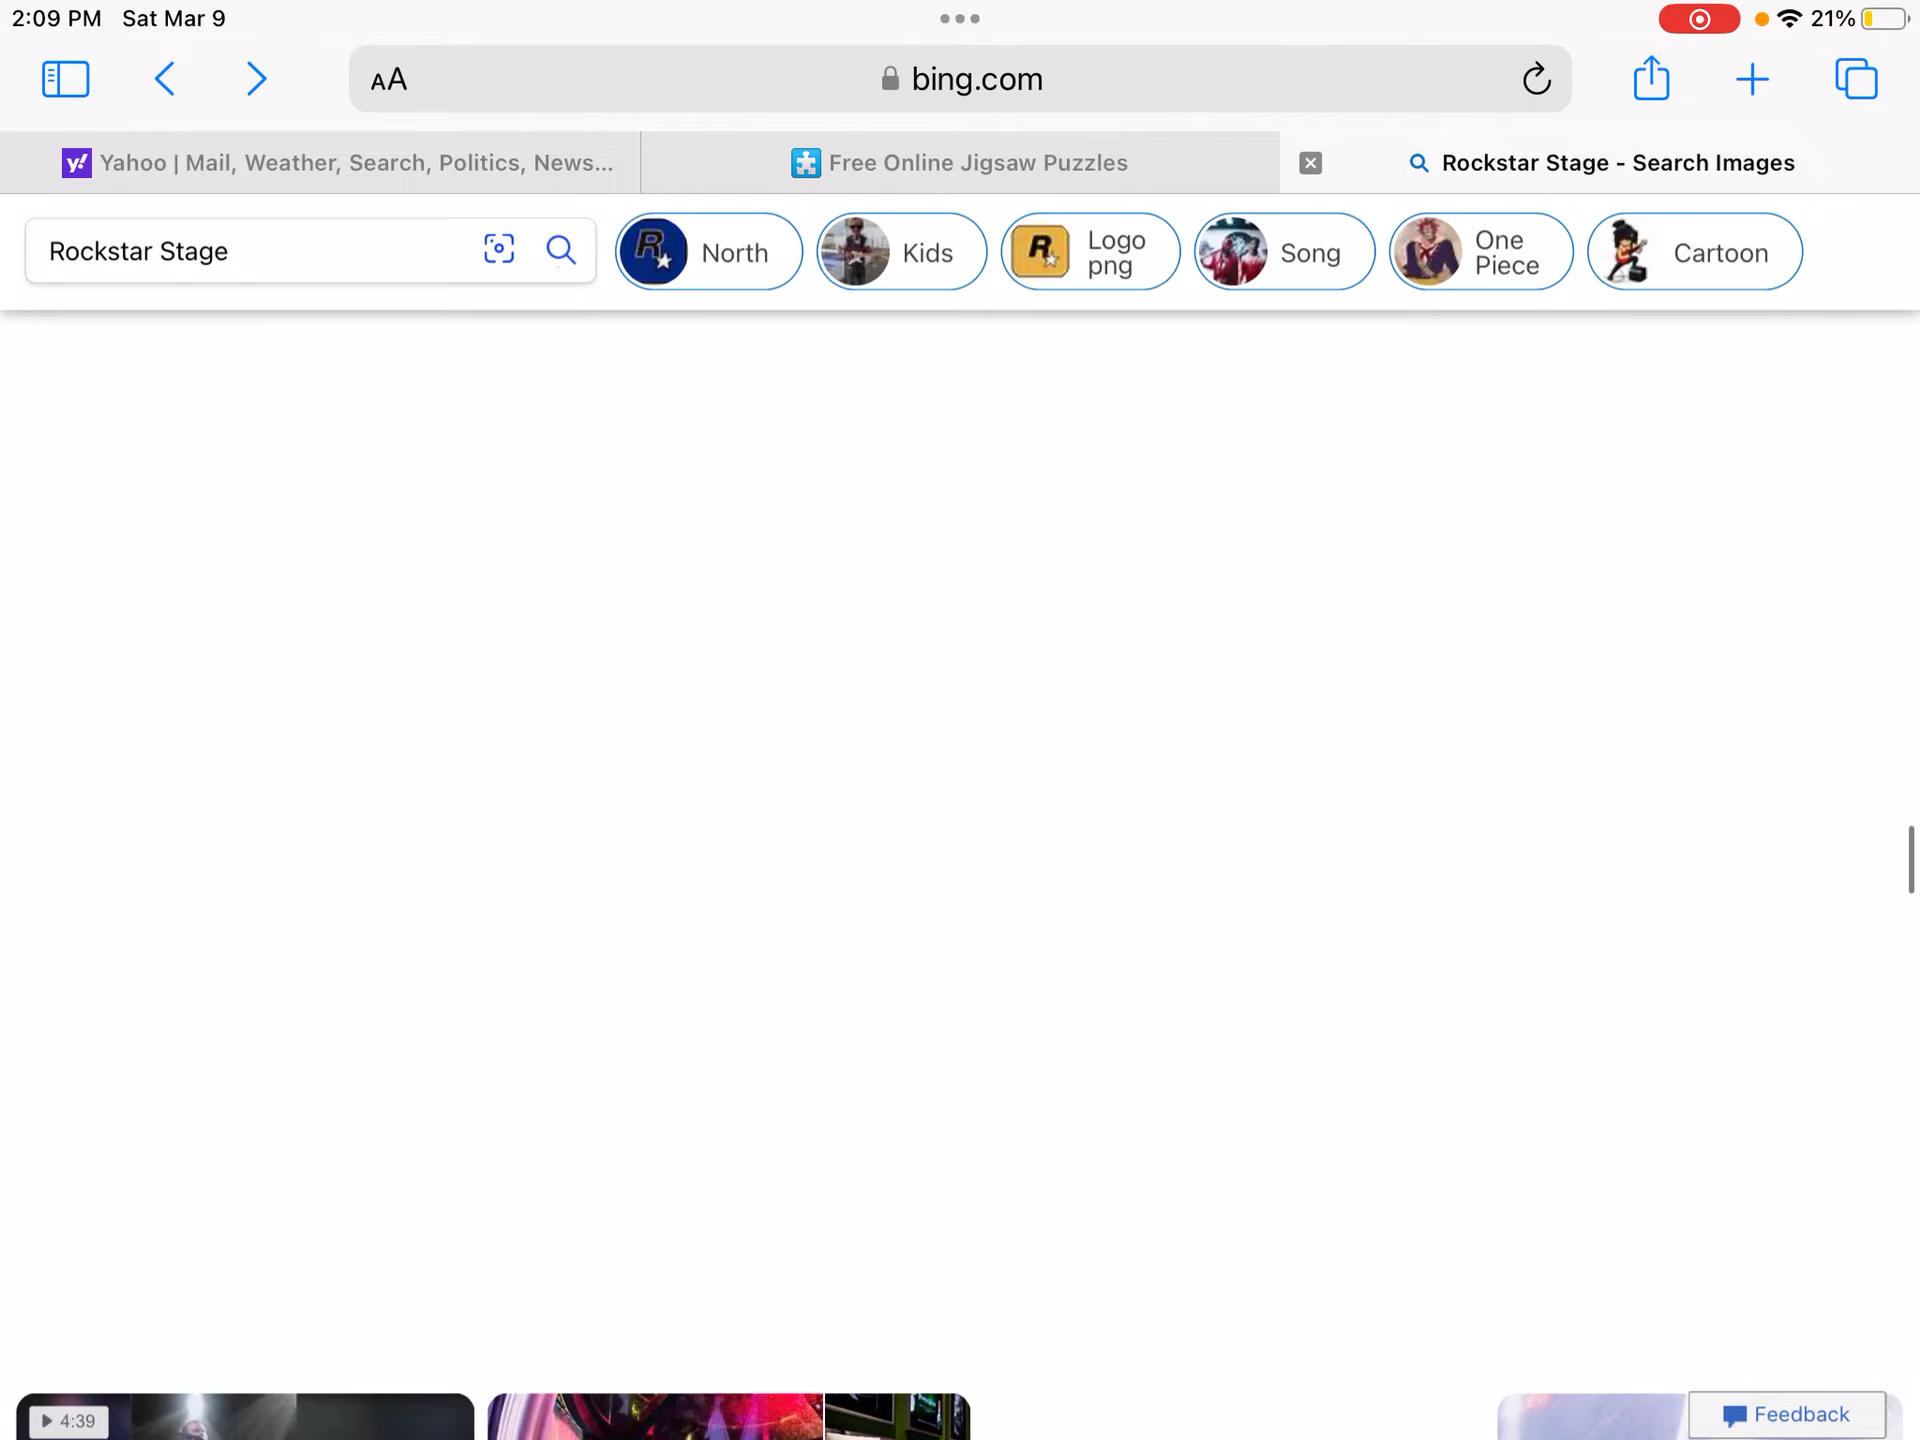 2:09 PM Sat Mar 9
21%
AA
bing.com
Yahoo | Mail, Weather, Search, Politics, News...
Free Online Jigsaw Puzzles
Rockstar Stage - Search Images
Rockstar Stage
North
Kids
Logo
png
Song
One
Piece
Cartoon
4:39
Feedback